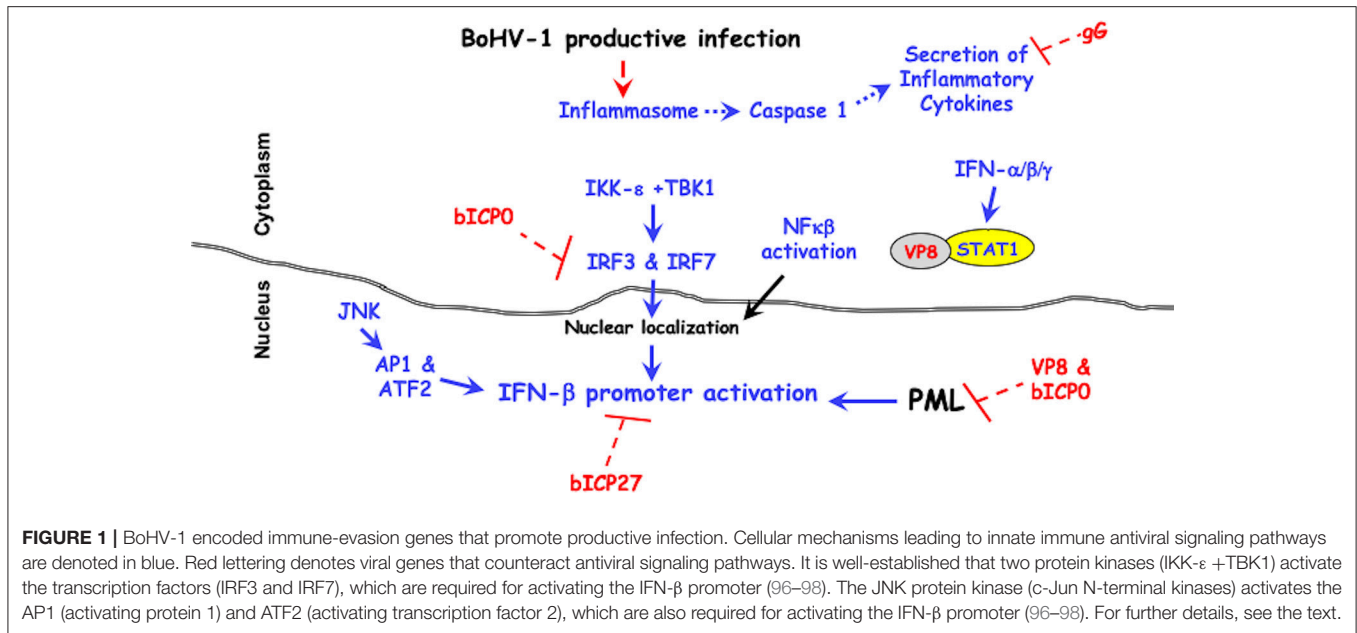 BoHV-1 productive infection
gG
Secretion of
Inflammatory
Cytokines
Inflammasome
Caspase 1
Cytoplasm
IFN-α/β/γ
IKK-ε +TBK1
bICP0
NFκβ
activation
VP8
STAT1
IRF3 & IRF7
Nucleus
JNK
Nuclear localization
AP1 &
ATF2
IFN-β promoter activation
PML
VP8 &
bICP0
bICP27
FIGURE 1 | BoHV-1 encoded immune-evasion genes that promote productive infection. Cellular mechanisms leading to innate immune antiviral signaling pathways
are denoted in blue. Red lettering denotes viral genes that counteract antiviral signaling pathways. It is well-established that two protein kinases (IKK-ε +TBK1) activate
the transcription factors (IRF3 and IRF7), which are required for activating the IFN-β promoter (96–98). The JNK protein kinase (c-Jun N-terminal kinases) activates the
AP1 (activating protein 1) and ATF2 (activating transcription factor 2), which are also required for activating the IFN-β promoter (96–98). For further details, see the text.